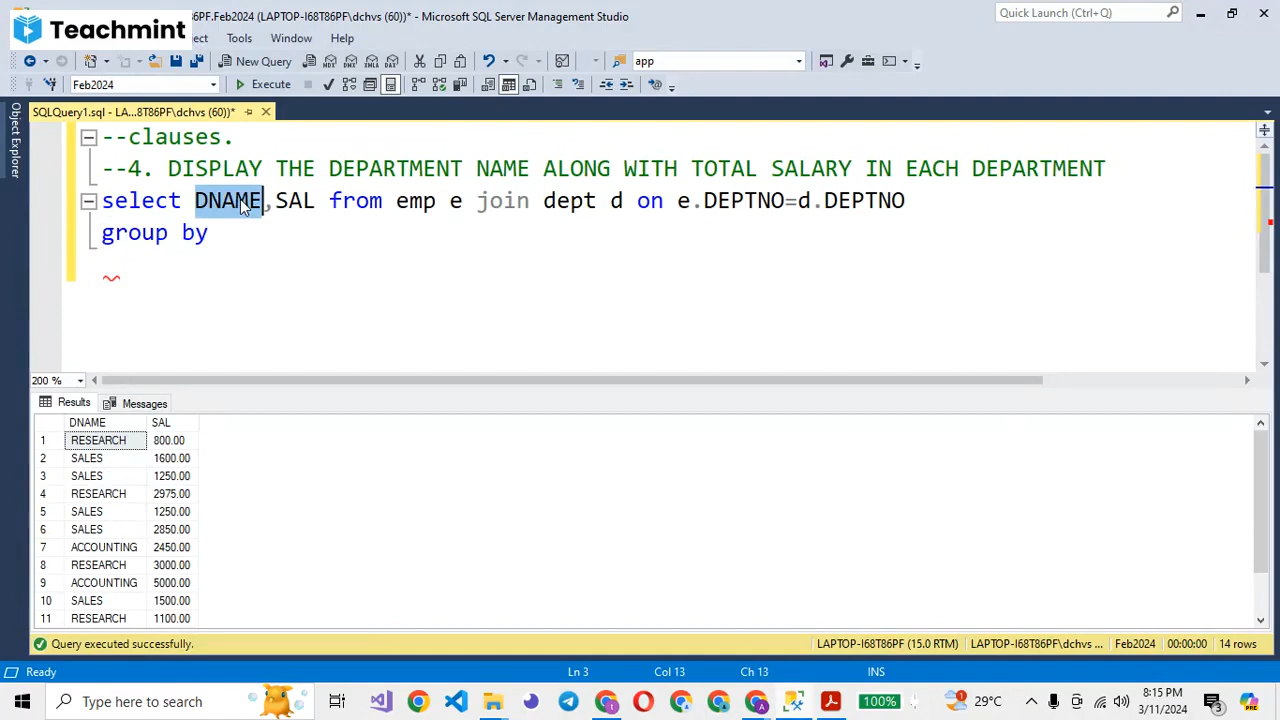 Teachmint
6PF.Feb2024 (LAPTOP-I68T86PF\dchvs (60))* - Microsoft SQL Server Management Studio
Quick Launch (Ctrl+Q)
Tools Window Help
New Query
app
Feb2024
Execute
SQLQuery1.sql - LA...8T86PF\dchvs (60))*
Object Explorer
--clauses.
--4. DISPLAY THE DEPARTMENT NAME ALONG WITH TOTAL SALARY IN EACH DEPARTMENT
select DNAME,SAL from emp e join dept d on e.DEPTNO=d.DEPTNO
group by
200 %
Results Messages
DNAME SAL
1 RESEARCH 800.00
2 SALES 1600.00
3 SALES 1250.00
4 RESEARCH 2975.00
5 SALES 1250.00
6 SALES 2850.00
7 ACCOUNTING 2450.00
8 RESEARCH 3000.00
9 ACCOUNTING 5000.00
10 SALES 1500.00
11 RESEARCH 1100.00
Query executed successfully.
LAPTOP-I68T86PF (15.0 RTM) LAPTOP-I68T86PF\dchvs ... Feb2024 00:00:00 14 rows
Ready Ln 3 Col 13 Ch 13 INS
Type here to search
100%
29°C
8:15 PM
3/11/2024
3